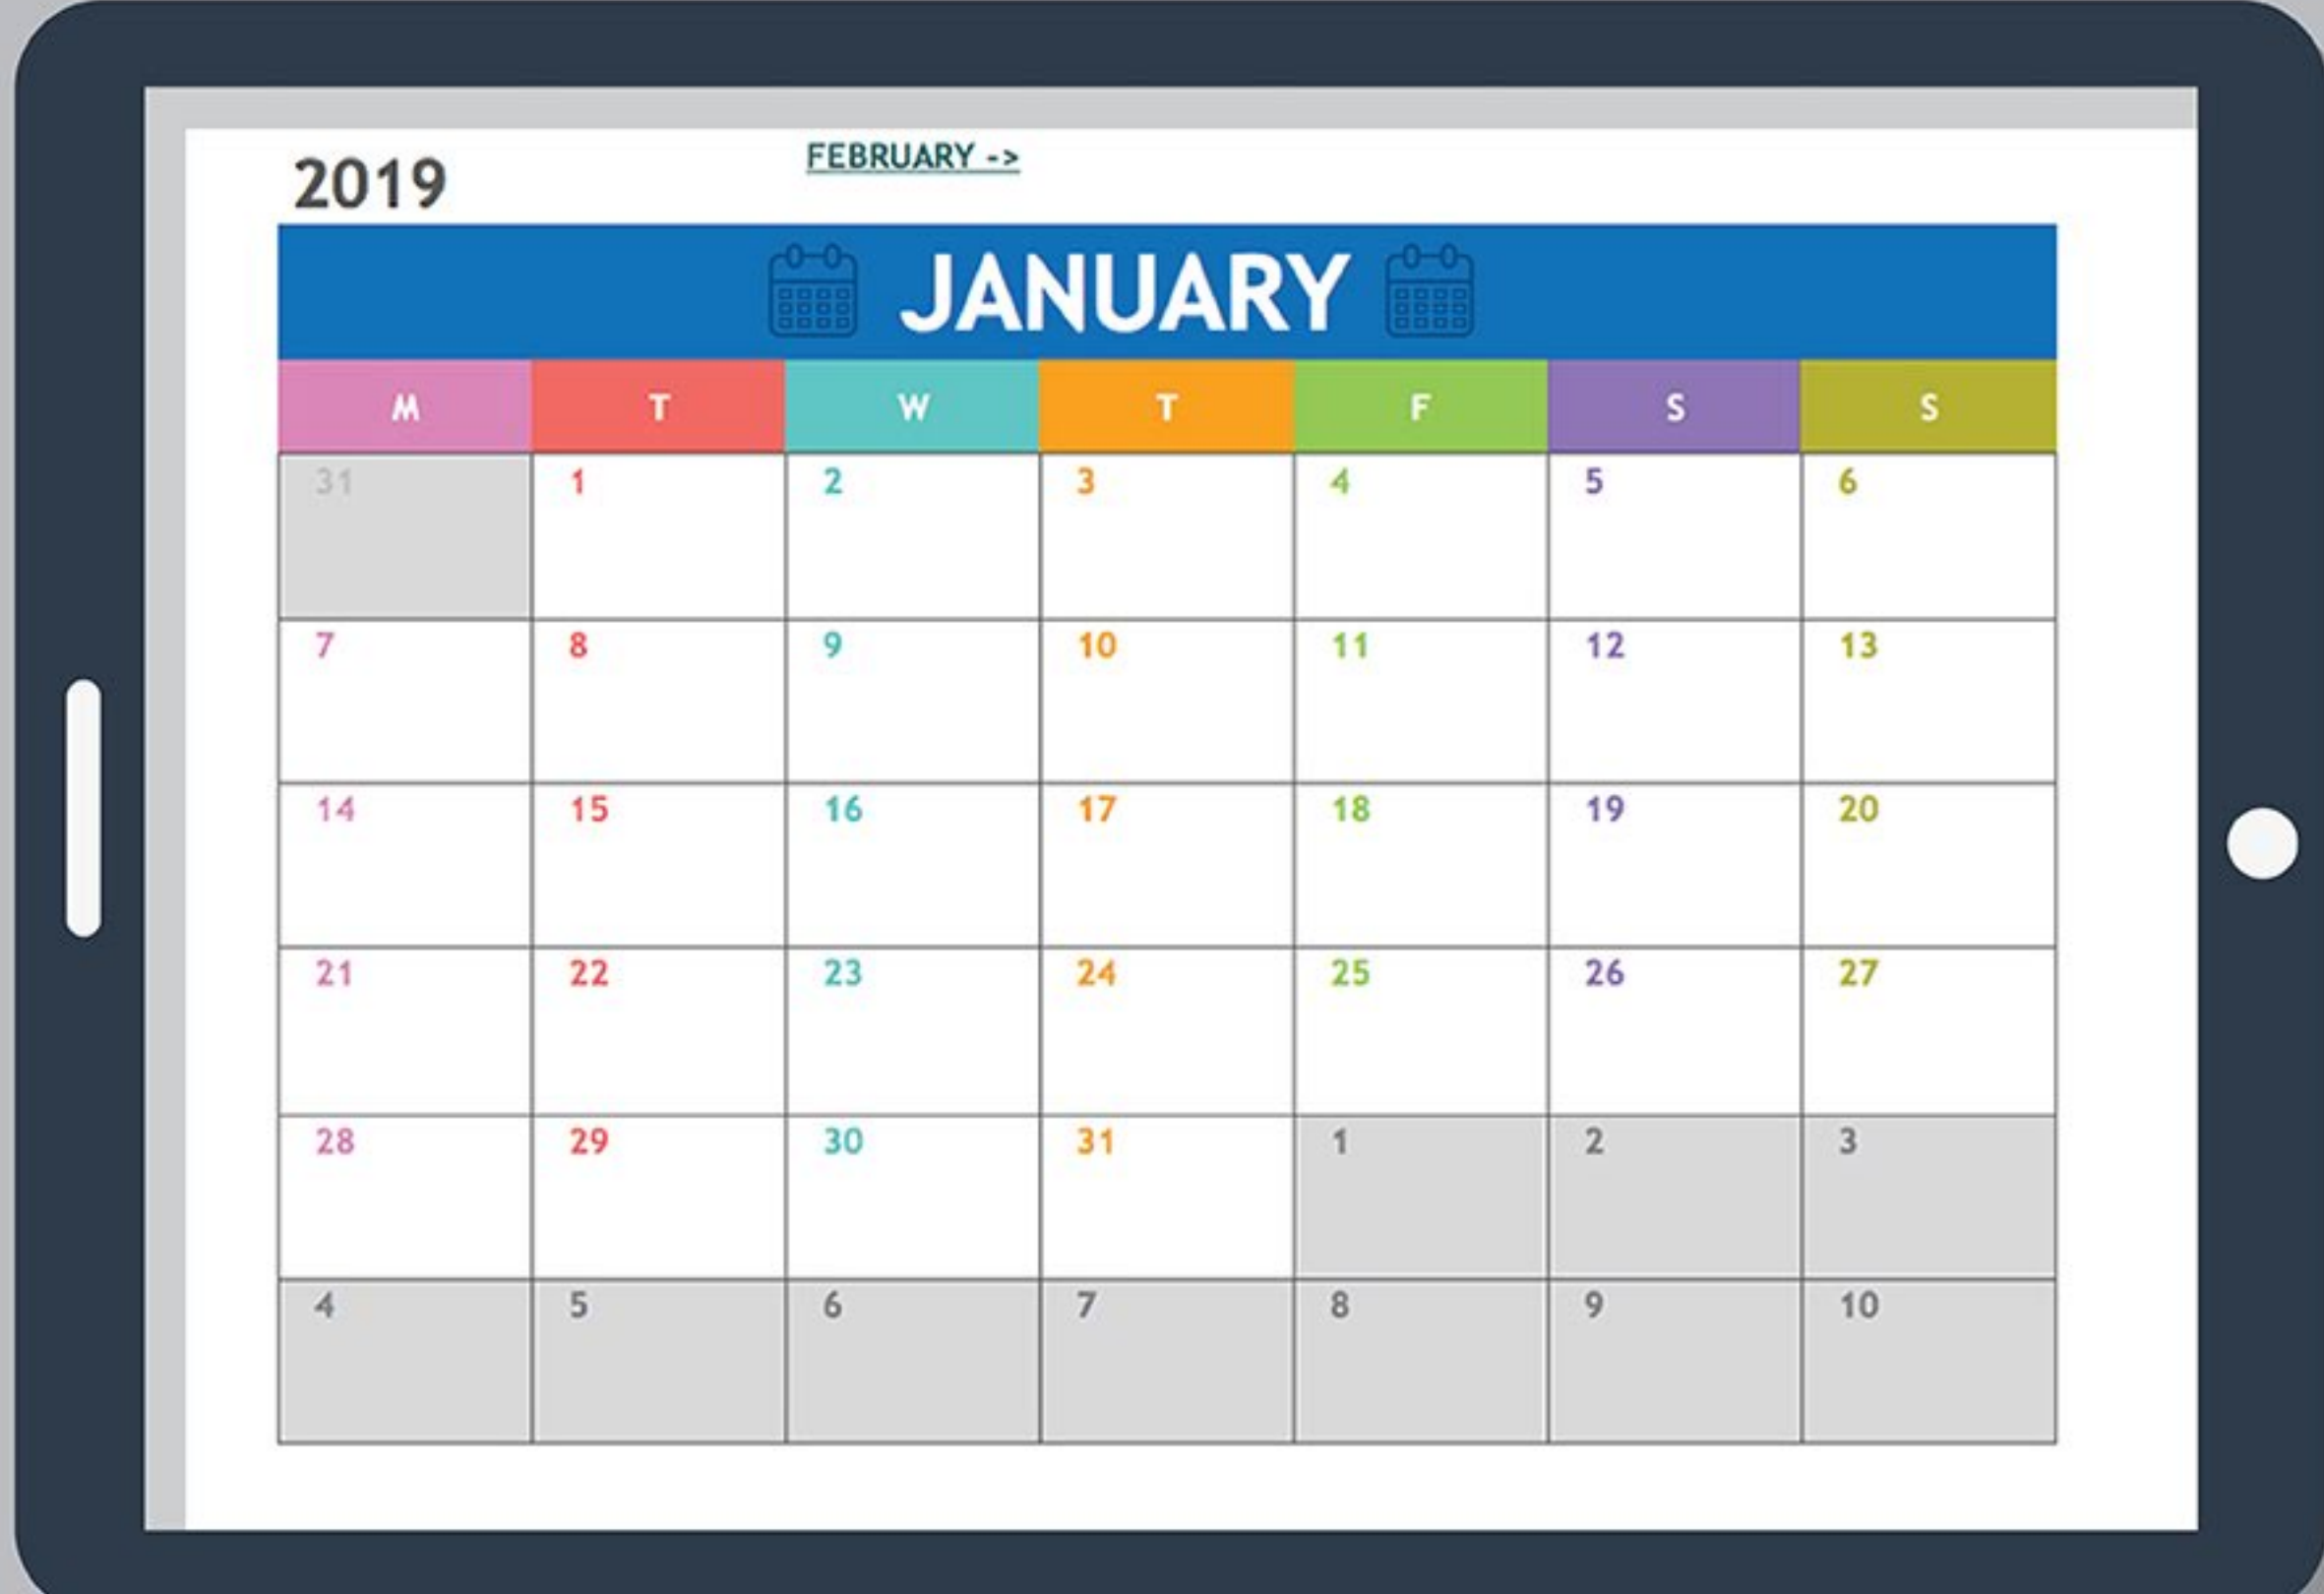 2019
FEBRUARY ->
JANUARY
M T W T F S S
31 1 2 3 4 5 6
7 8 9 10 11 12 13
14 15 16 17 18 19 20
21 22 23 24 25 26 27
28 29 30 31 1 2 3
4 5 6 7 8 9 10